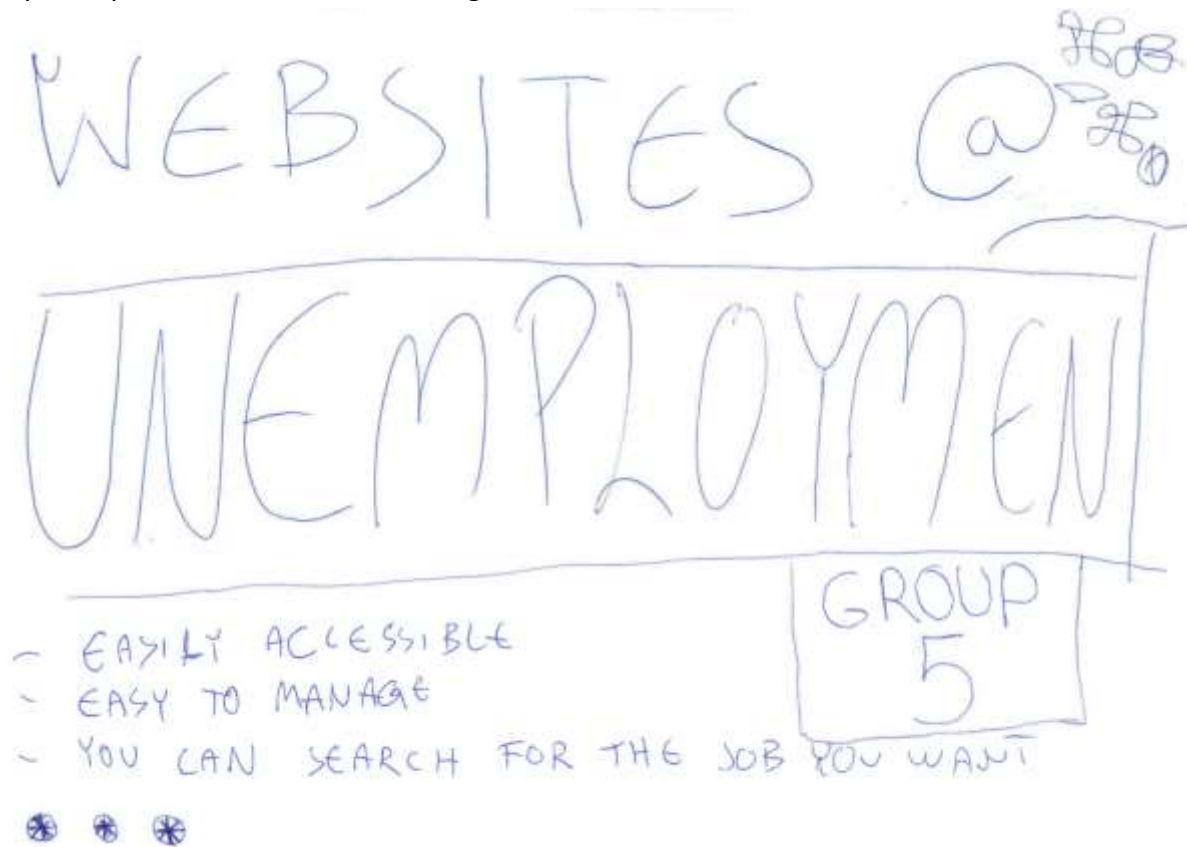 WEBSITES @
UNEMPLOYMEN
GROUP
5
- EASILY ACCESSIBLE
- EASY TO MANAGE
- YOU CAN SEARCH FOR THE JOB YOU WANT